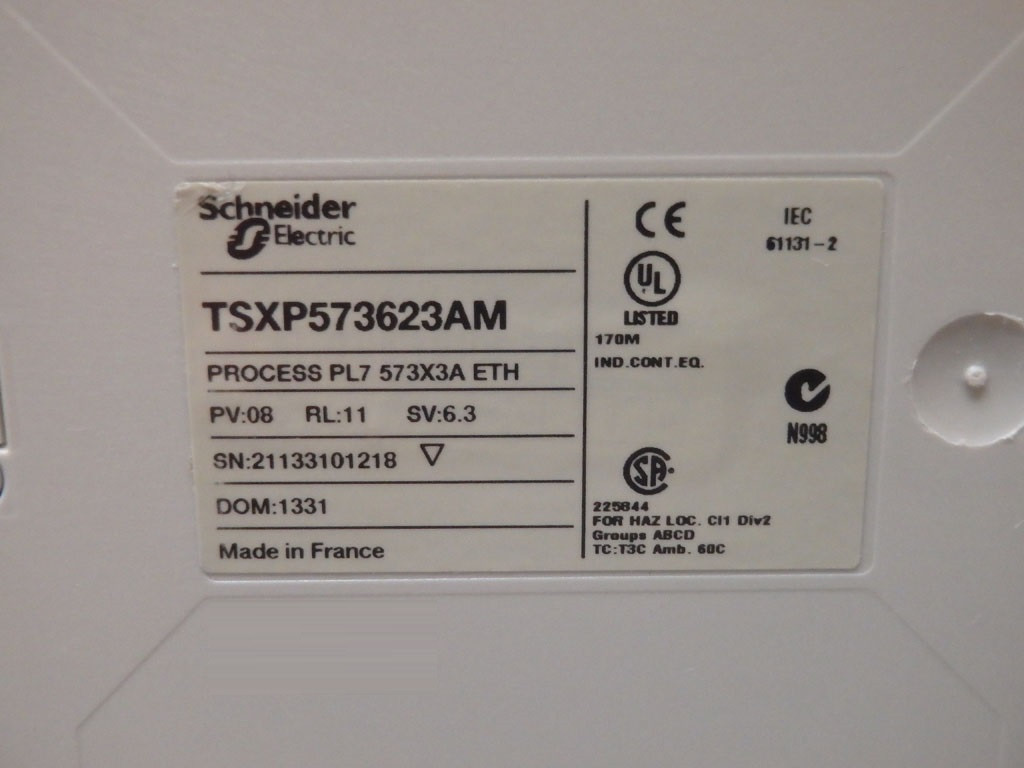 Schneider
Electric
TSXP573623AM
PROCESS PL7 573X3A ETH
PV:08 RL:11 SV:6.3
SN:21133101218
DOM:1331
Made in France
CE
IEC
61131-2
UL
LISTED
170M
IND.CONT.EQ.
N998
SA
225844
FOR HAZ LOC. Cl1 Div2
Groups ABCD
TC:T3C Amb. 60C